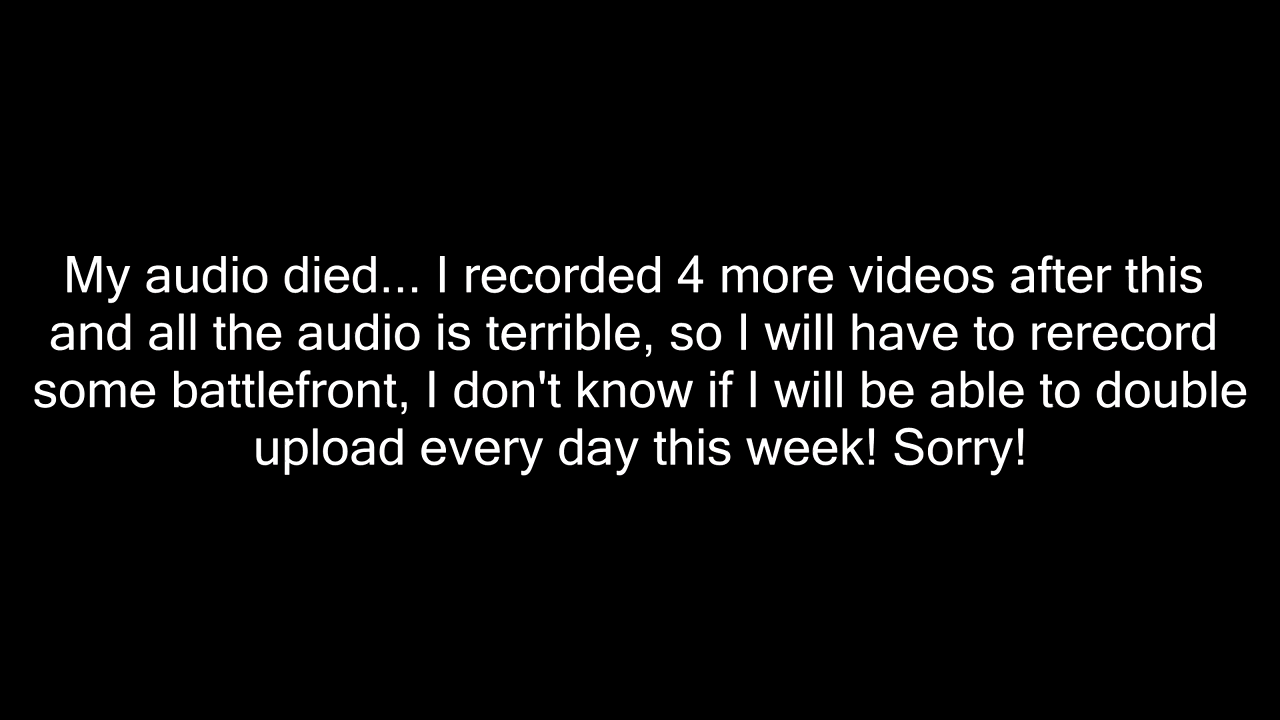 My audio died... I recorded 4 more videos after this
and all the audio is terrible, so I will have to rerecord
some battlefront, I don't know if I will be able to double
upload every day this week! Sorry!